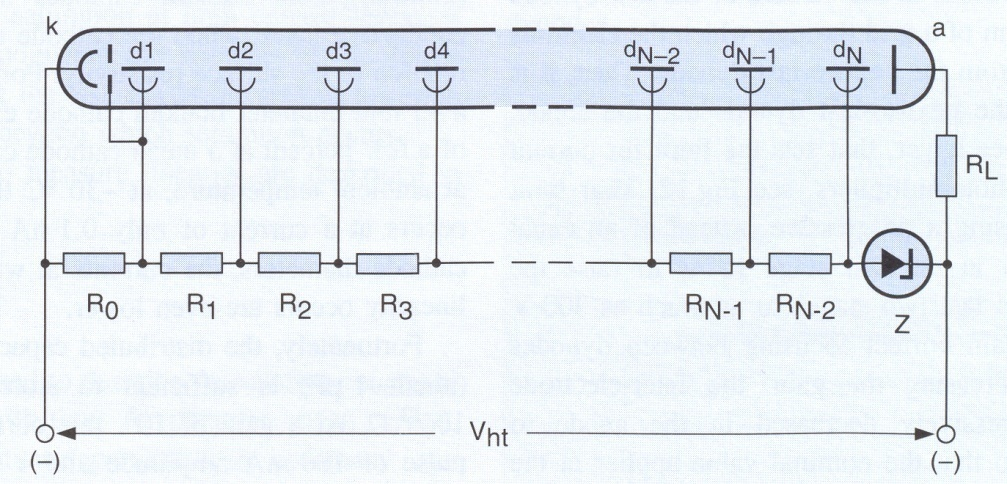 k a
d1 d2 d3 d4 dN–2 dN–1 dN
RL
R0 R1 R2 R3 RN-1 RN-2 Z
Vht
(–) (–)